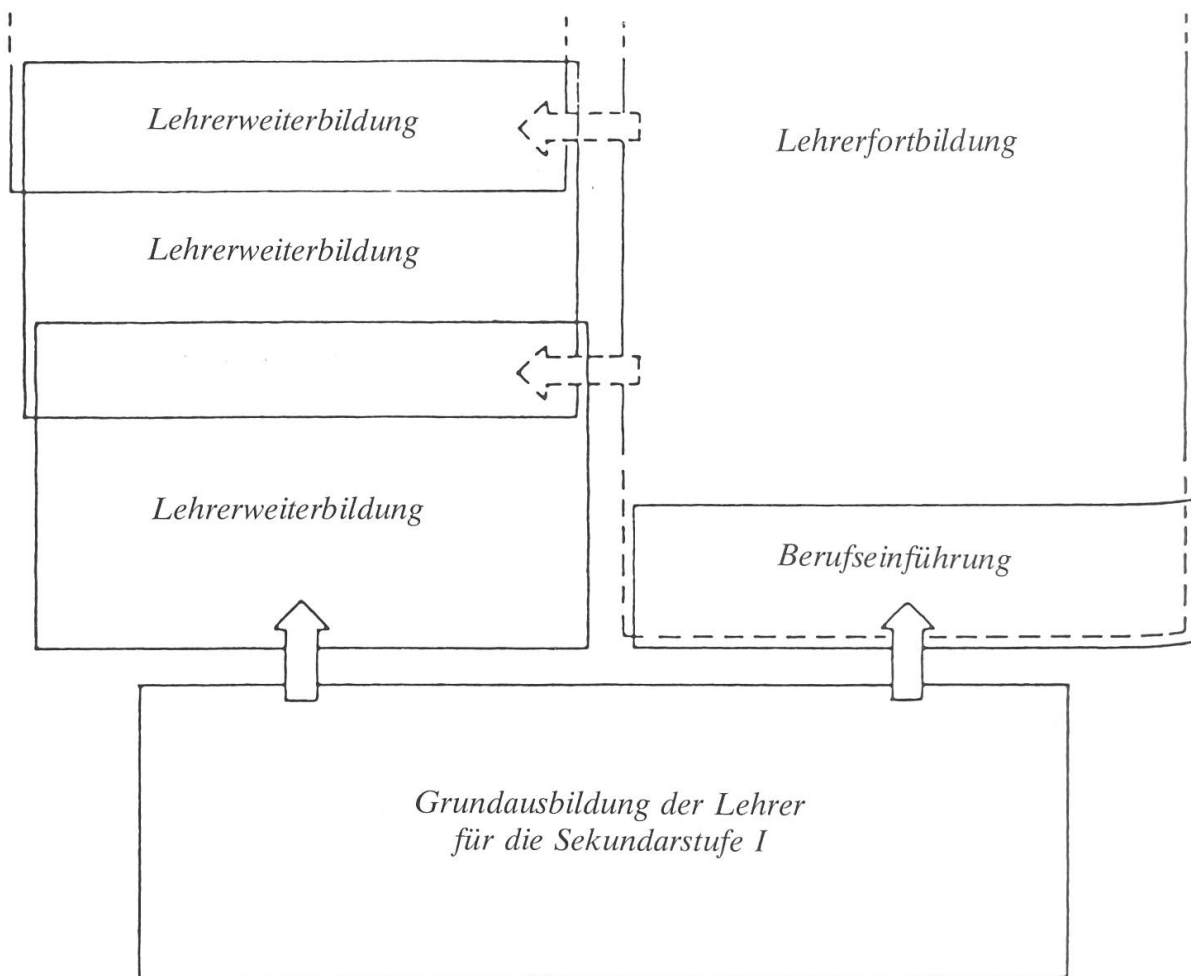 Lehrerweiterbildung
Lehrerfortbildung
Lehrerweiterbildung
Lehrerweiterbildung
Berufseinführung
Grundausbildung der Lehrer
für die Sekundarstufe I